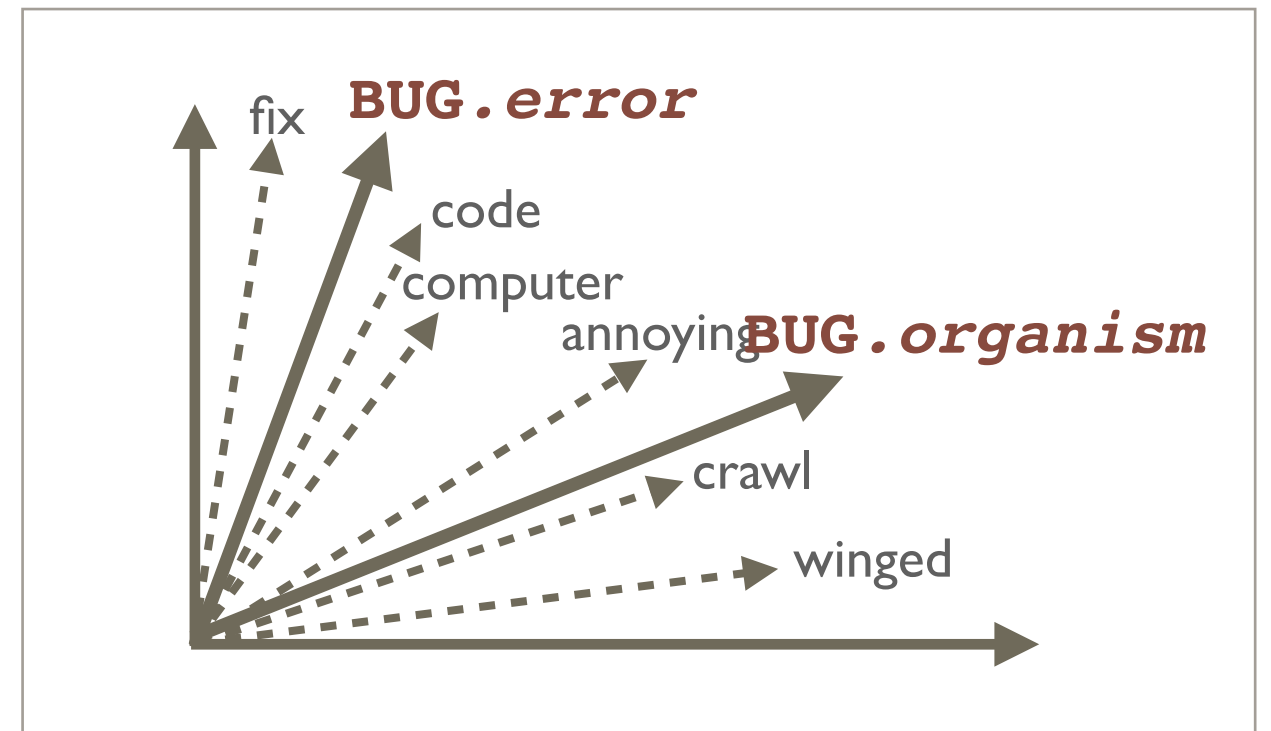 fix
BUG.error
code
computer
annoying
BUG.organism
crawl
winged